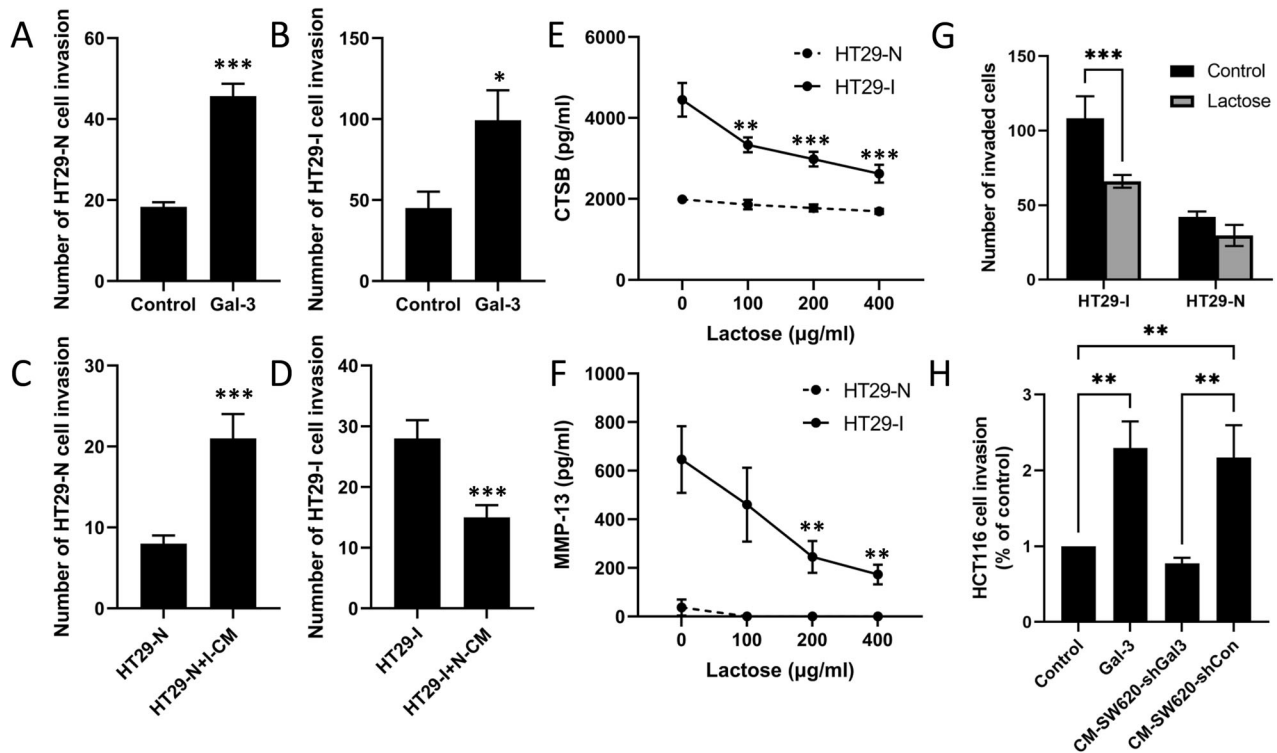 A
Number of HT29-N cell invasion
60
40
20
0
***
Control
Gal-3
B
Numnber of HT29-I cell invasion
150
100
50
0
*
Control
Gal-3
E
CTSB (pg/ml)
6000
4000
2000
0
HT29-N
HT29-I
**
***
***
0
100
200
400
Lactose (µg/ml)
G
Number of invaded cells
150
100
50
0
***
Control
Lactose
HT29-I
HT29-N
C
Number of HT29-N cell invasion
30
20
10
0
***
HT29-N
HT29-N+I-CM
D
Numnber of HT29-I cell invasion
40
30
20
10
0
***
HT29-I
HT29-I+N-CM
F
MMP-13 (pg/ml)
1000
800
600
400
200
0
HT29-N
HT29-I
**
**
0
100
200
400
Lactose (µg/ml)
H
HCT116 cell invasion
(% of control)
3
2
1
0
**
**
**
Control
Gal-3
CM-SW620-shGal3
CM-SW620-shCon